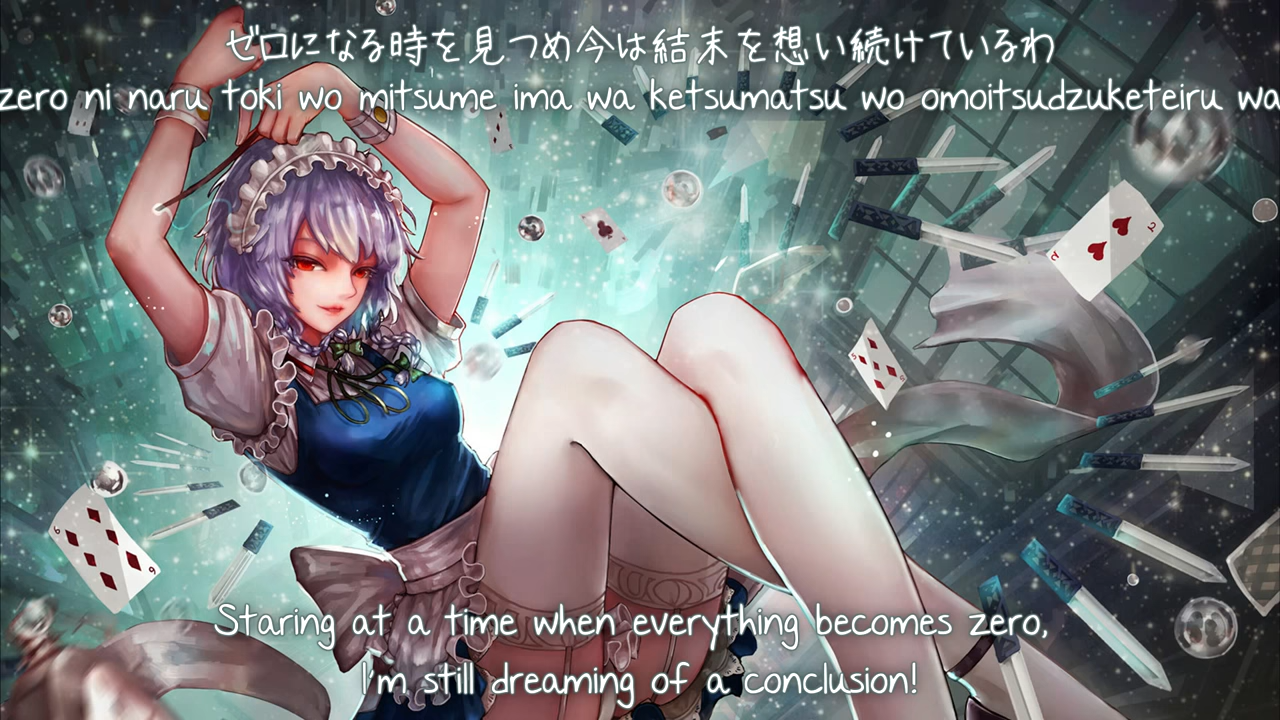 ゼロになる時を見つめ今は結末を想い続けているわ
zero ni naru toki wo mitsume ima wa ketsumatsu wo omoitsudzuketeiru wa
Staring at a time when everything becomes zero,
I'm still dreaming of a conclusion!